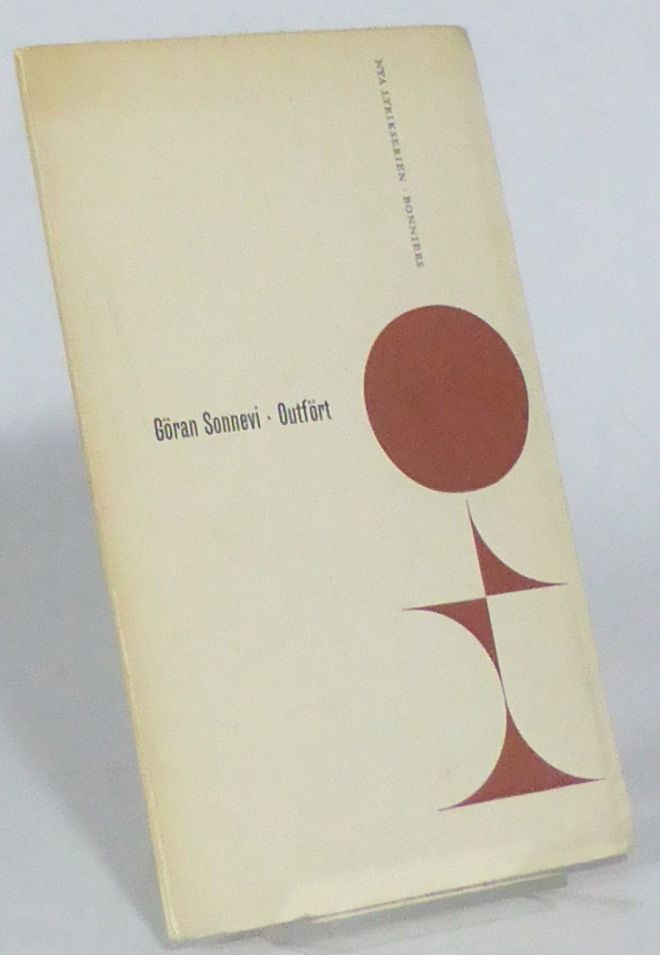 NYA LYRIKSERIEN · BONNIERS
Göran Sonnevi · Outfört